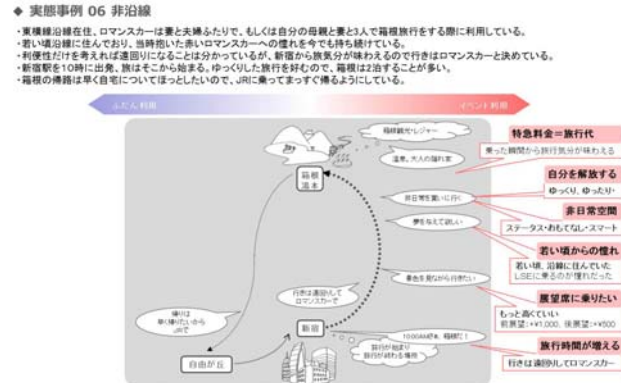 ◆ 実態事例 06 非沿線
・東横線沿線在住、ロマンスカーは妻と夫婦ふたりで、もしくは自分の母親と妻と3人で箱根旅行をする際に利用している。
・若い頃沿線に住んでおり、当時抱いた赤いロマンスカーへの憧れを今でも持ち続けている。
・利便性だけを考えれば遠回りになることは分かっているが、新宿から旅気分が味わえるので行きはロマンスカーと決めている。
・新宿駅を10時に出発、旅はそこから始まる。ゆっくりした旅行を好むので、箱根は2泊することが多い。
・箱根の帰路は早く自宅についてほっとしたいので、JRに乗ってまっすぐ帰るようにしている。
ふだん利用
イベント利用
箱根観光・レジャー
温泉、大人の隠れ家
箱根
湯本
非日常を買いに行く
夢を与えて欲しい
景色を見ながら行きたい
行きは遠回りして
ロマンスカーで
帰りは
早く帰りたいから
JRで
新宿
自由が丘
10:00AM発、箱根だ！
旅行が始まり
旅行が終わる場所
特急料金＝旅行代
乗った瞬間から旅行気分が味わえる
自分を解放する
ゆっくり、ゆったり・
非日常空間
ステータス・おもてなし・スマート
若い頃からの憧れ
若い頃、沿線に住んでいた
LSEに乗るのが憧れだった
展望席に乗りたい
もっと高くていい
前展望：+¥1,000、後展望：+¥500
旅行時間が増える
行きは遠回りしてロマンスカー